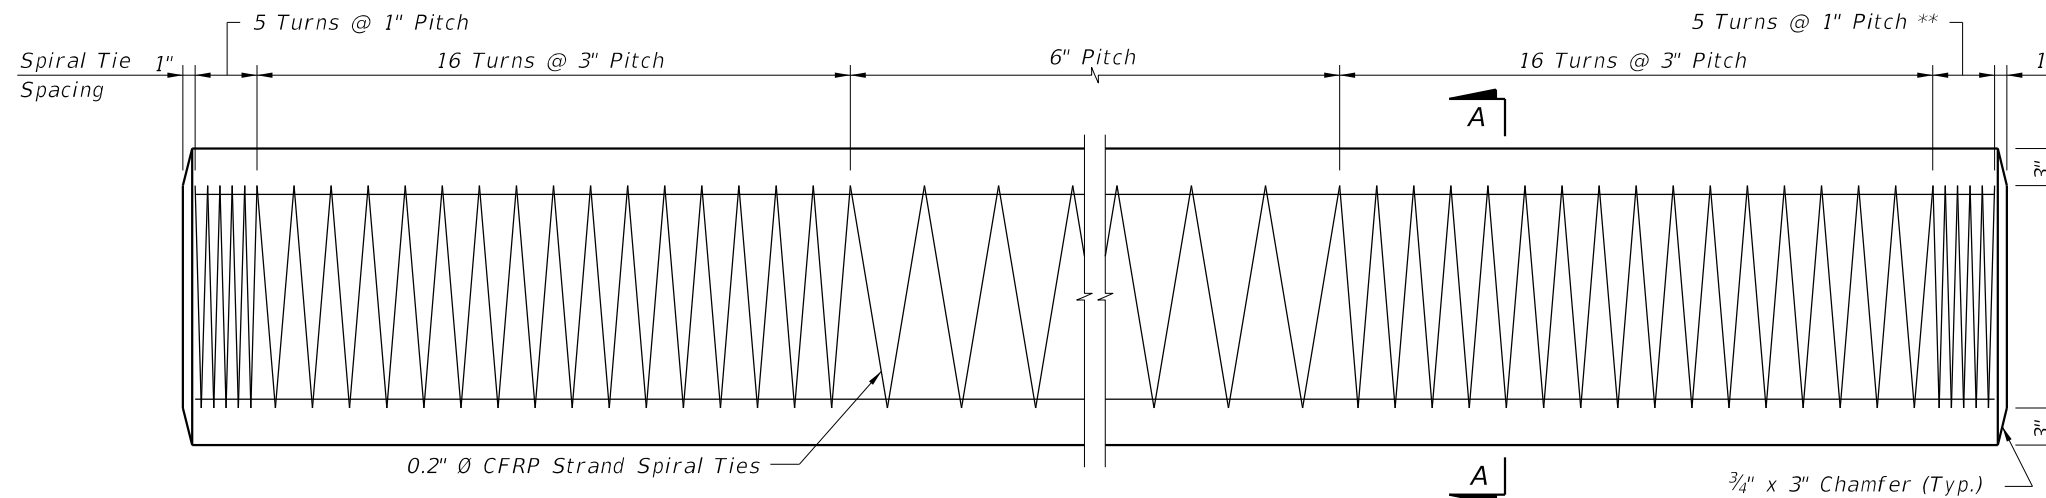 5 Turns @ 1" Pitch
5 Turns @ 1" Pitch **
Spiral Tie
1"
16 Turns @ 3" Pitch
6" Pitch
16 Turns @ 3" Pitch
1
Spacing
A
3"
3"
0.2" Ø CFRP Strand Spiral Ties
A
¾" x 3" Chamfer (Typ.)